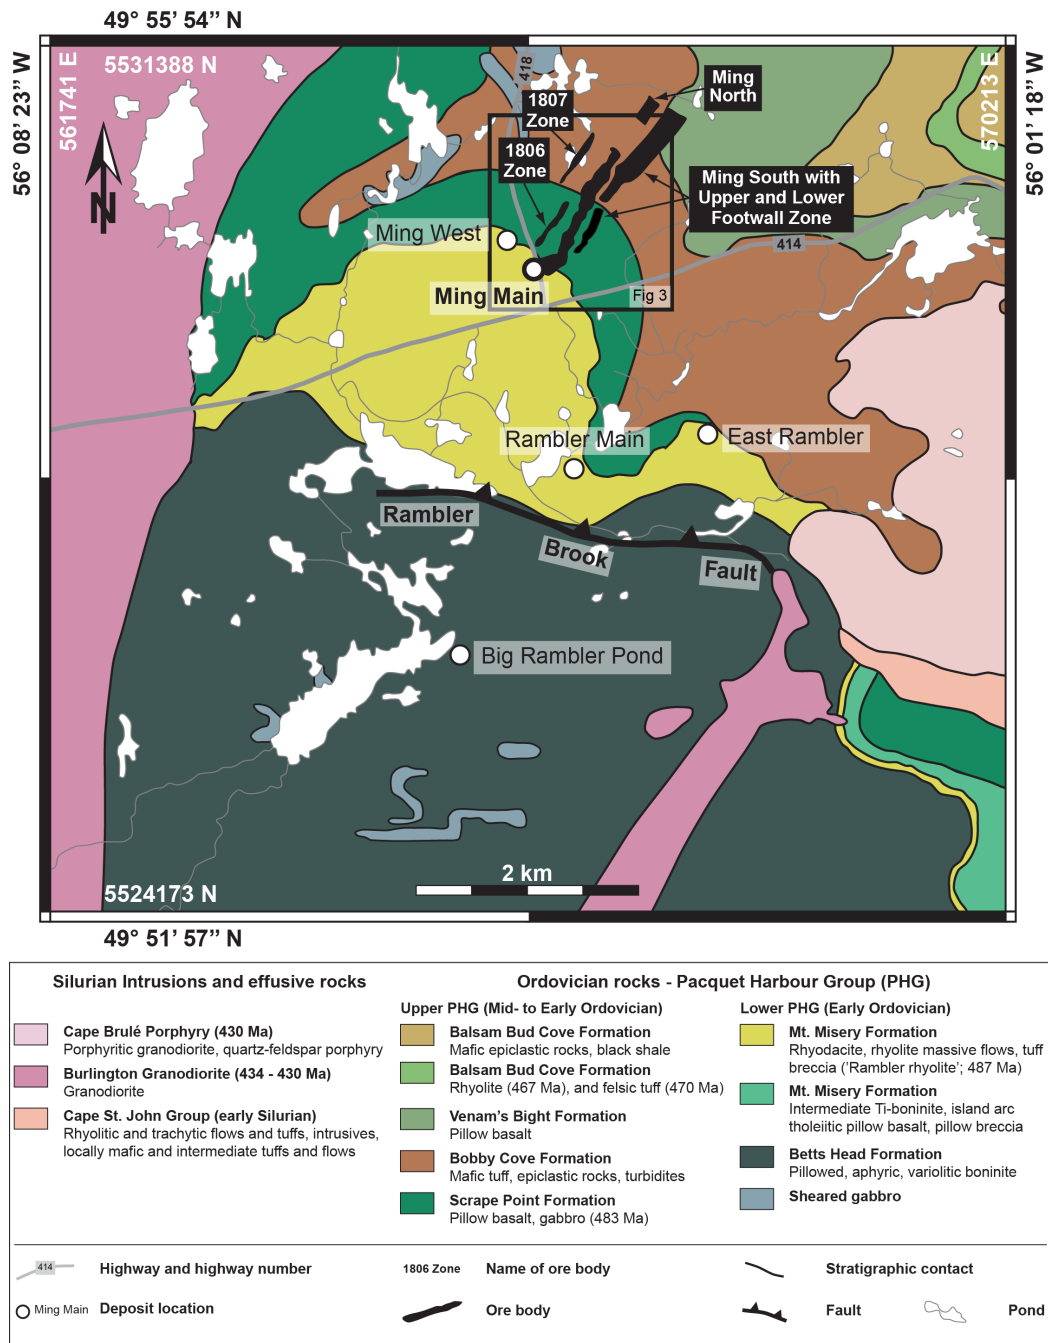 49° 55’ 54’’ N
56° 08’ 23’’ W
561741 E
5531388 N
418
570213 E
56° 01’ 18’’ W
Ming
North
1807
Zone
1806
Zone
Ming South with
Upper and Lower
Footwall Zone
N
Ming West
414
Ming Main
Fig 3
Rambler Main
East Rambler
Rambler
Brook
Fault
Big Rambler Pond
2 km
5524173 N
49° 51’ 57’’ N
Silurian Intrusions and effusive rocks
Cape Brulé Porphyry (430 Ma)
Porphyritic granodiorite, quartz-feldspar porphyry
Burlington Granodiorite (434 - 430 Ma)
Granodiorite
Cape St. John Group (early Silurian)
Rhyolitic and trachytic flows and tuffs, intrusives,
locally mafic and intermediate tuffs and flows
Ordovician rocks - Pacquet Harbour Group (PHG)
Upper PHG (Mid- to Early Ordovician)
Balsam Bud Cove Formation
Mafic epiclastic rocks, black shale
Balsam Bud Cove Formation
Rhyolite (467 Ma), and felsic tuff (470 Ma)
Venam’s Bight Formation
Pillow basalt
Bobby Cove Formation
Mafic tuff, epiclastic rocks, turbidites
Scrape Point Formation
Pillow basalt, gabbro (483 Ma)
Lower PHG (Early Ordovician)
Mt. Misery Formation
Rhyodacite, rhyolite massive flows, tuff
breccia (’Rambler rhyolite’; 487 Ma)
Mt. Misery Formation
Intermediate Ti-boninite, island arc
tholeiitic pillow basalt, pillow breccia
Betts Head Formation
Pillowed, aphyric, variolitic boninite
Sheared gabbro
414
Highway and highway number
1806 Zone
Name of ore body
Stratigraphic contact
Ming Main
Deposit location
Ore body
Fault
Pond